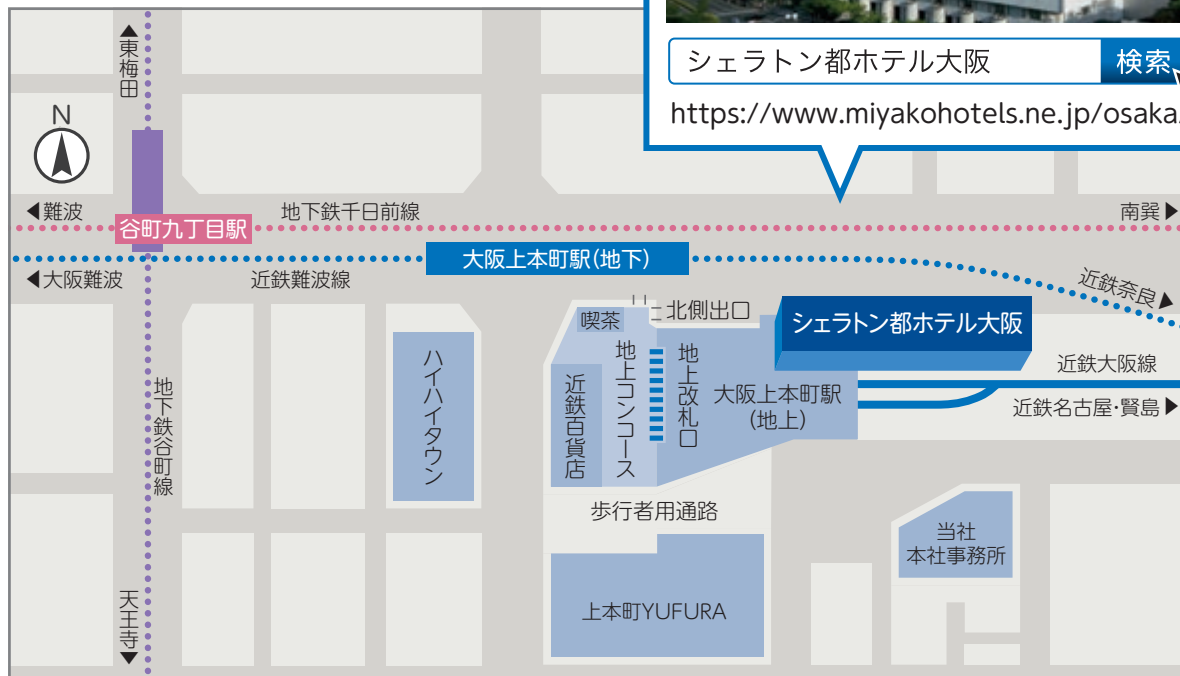 シェラトン都ホテル大阪
検索
https://www.miyakohotels.ne.jp/osaka
▲東梅田
N
◀難波
地下鉄千日前線
南巽▶
谷町九丁目駅
大阪上本町駅(地下)
◀大阪難波
近鉄難波線
近鉄奈良▶
喫茶
北側出口
シェラトン都ホテル大阪
ハイハイタウン
近鉄百貨店
地上コンコース
地上改札口
大阪上本町駅
(地上)
近鉄大阪線
近鉄名古屋・賢島▶
地下鉄谷町線
歩行者用通路
当社
本社事務所
上本町YUFURA
天王寺▼